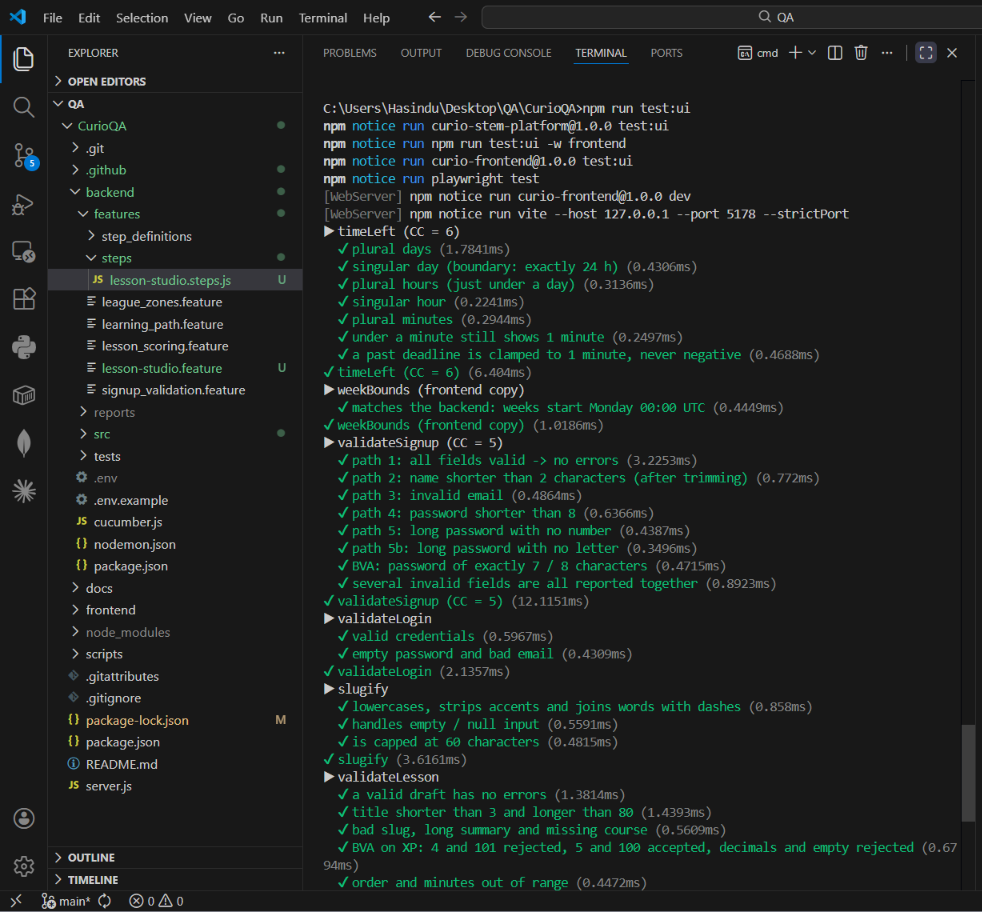 File Edit Selection View Go Run Terminal Help
QA
EXPLORER
OPEN EDITORS
QA
CurioQA
.git
.github
backend
features
step_definitions
steps
JS lesson-studio.steps.js U
league_zones.feature
learning_path.feature
lesson_scoring.feature
lesson-studio.feature U
signup_validation.feature
reports
src
tests
.env
.env.example
JS cucumber.js
{} nodemon.json
{} package.json
docs
frontend
node_modules
scripts
.gitattributes
.gitignore
{} package-lock.json M
{} package.json
README.md
JS server.js
OUTLINE
TIMELINE
5
PROBLEMS OUTPUT DEBUG CONSOLE TERMINAL PORTS
cmd
C:\Users\Hasindu\Desktop\QA\CurioQA>npm run test:ui
npm notice run curio-stem-platform@1.0.0 test:ui
npm notice run npm run test:ui -w frontend
npm notice run curio-frontend@1.0.0 test:ui
npm notice run playwright test
[WebServer] npm notice run curio-frontend@1.0.0 dev
[WebServer] npm notice run vite --host 127.0.0.1 --port 5178 --strictPort
▶ timeLeft (CC = 6)
✓ plural days (1.7841ms)
✓ singular day (boundary: exactly 24 h) (0.4306ms)
✓ plural hours (just under a day) (0.3136ms)
✓ singular hour (0.2241ms)
✓ plural minutes (0.2944ms)
✓ under a minute still shows 1 minute (0.2497ms)
✓ a past deadline is clamped to 1 minute, never negative (0.4688ms)
✓ timeLeft (CC = 6) (6.404ms)
▶ weekBounds (frontend copy)
✓ matches the backend: weeks start Monday 00:00 UTC (0.4449ms)
✓ weekBounds (frontend copy) (1.0186ms)
▶ validateSignup (CC = 5)
✓ path 1: all fields valid -> no errors (3.2253ms)
✓ path 2: name shorter than 2 characters (after trimming) (0.772ms)
✓ path 3: invalid email (0.4864ms)
✓ path 4: password shorter than 8 (0.6366ms)
✓ path 5: long password with no number (0.4387ms)
✓ path 5b: long password with no letter (0.3496ms)
✓ BVA: password of exactly 7 / 8 characters (0.4715ms)
✓ several invalid fields are all reported together (0.8923ms)
✓ validateSignup (CC = 5) (12.1151ms)
▶ validateLogin
✓ valid credentials (0.5967ms)
✓ empty password and bad email (0.4309ms)
✓ validateLogin (2.1357ms)
▶ slugify
✓ lowercases, strips accents and joins words with dashes (0.858ms)
✓ handles empty / null input (0.5591ms)
✓ is capped at 60 characters (0.4815ms)
✓ slugify (3.6161ms)
▶ validateLesson
✓ a valid draft has no errors (1.3814ms)
✓ title shorter than 3 and longer than 80 (1.4393ms)
✓ bad slug, long summary and missing course (0.5609ms)
✓ BVA on XP: 4 and 101 rejected, 5 and 100 accepted, decimals and empty rejected (0.67
94ms)
✓ order and minutes out of range (0.4472ms)
main* 0 0